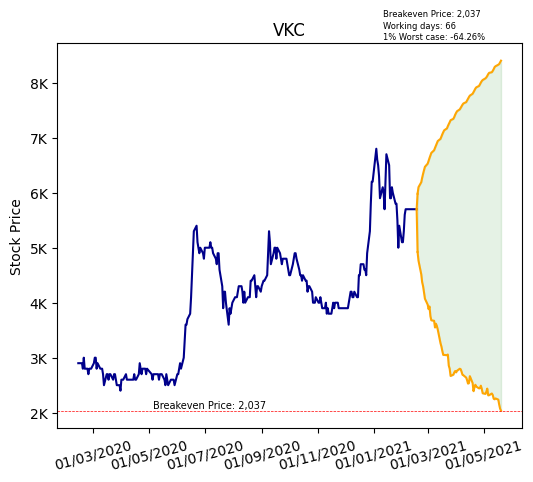 Breakeven Price: 2,037
Working days: 66
1% Worst case: -64.26%
VKC
Stock Price
8K
7K
6K
5K
4K
3K
2K
Breakeven Price: 2,037
01/03/2020
01/05/2020
01/07/2020
01/09/2020
01/11/2020
01/01/2021
01/03/2021
01/05/2021